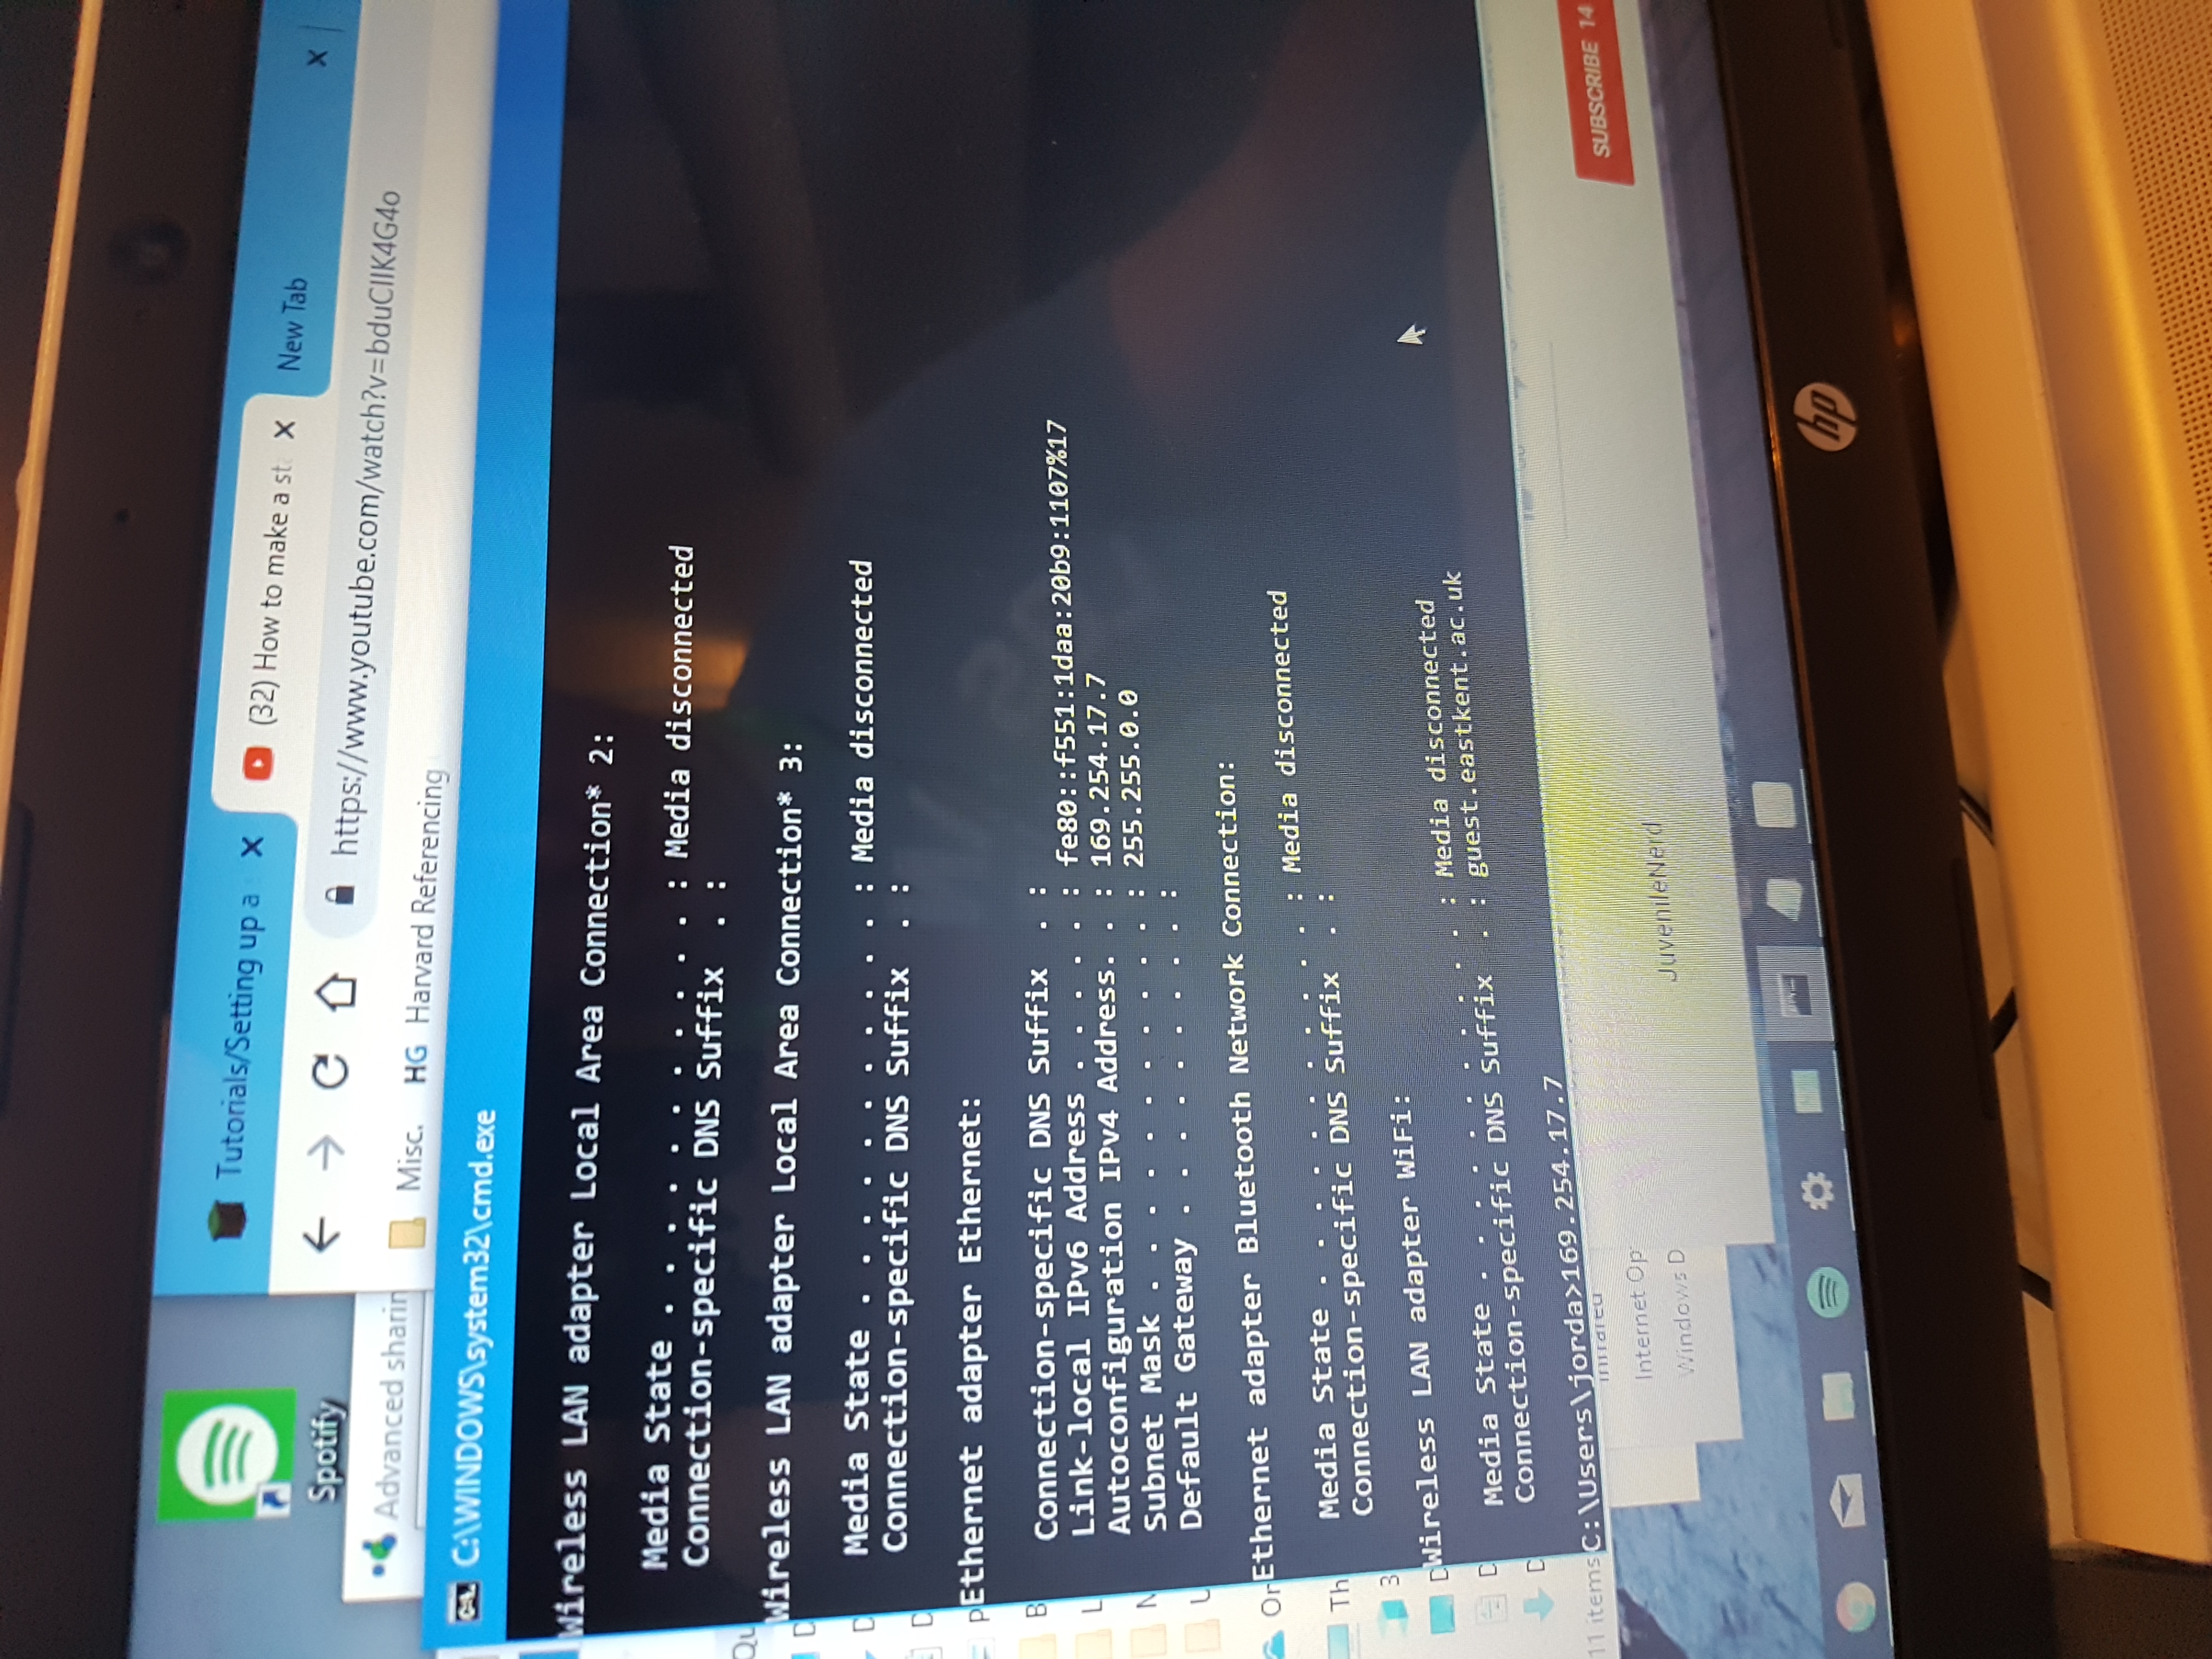 Spotify
Tutorials/Setting up a
(32) How to make a st
New Tab
https://www.youtube.com/watch?v=bduCIIK4G4o
Advanced sharin
Misc.
HG Harvard Referencing
C:\WINDOWS\system32\cmd.exe
Wireless LAN adapter Local Area Connection* 2:
Media State . . . . . . . . . . . : Media disconnected
Connection-specific DNS Suffix . :
Wireless LAN adapter Local Area Connection* 3:
Media State . . . . . . . . . . . : Media disconnected
Connection-specific DNS Suffix . :
Ethernet adapter Ethernet:
Connection-specific DNS Suffix . :
Link-local IPv6 Address . . . . . : fe80::f551:1daa:20b9:1107%17
Autoconfiguration IPv4 Address. . : 169.254.17.7
Subnet Mask . . . . . . . . . . . : 255.255.0.0
Default Gateway . . . . . . . . . :
Ethernet adapter Bluetooth Network Connection:
Media State . . . . . . . . . . . : Media disconnected
Connection-specific DNS Suffix . :
Wireless LAN adapter WiFi:
Media State . . . . . . . . . . . : Media disconnected
Connection-specific DNS Suffix . : guest.eastkent.ac.uk
C:\Users\jorda>169.254.17.7
Qu
D
D
D
P
B
L
N
U
Or
Th
3
D
D
D
11 items
Infrared
Internet Op
Windows D
JuvenileNerd
SUBSCRIBE 14
hp